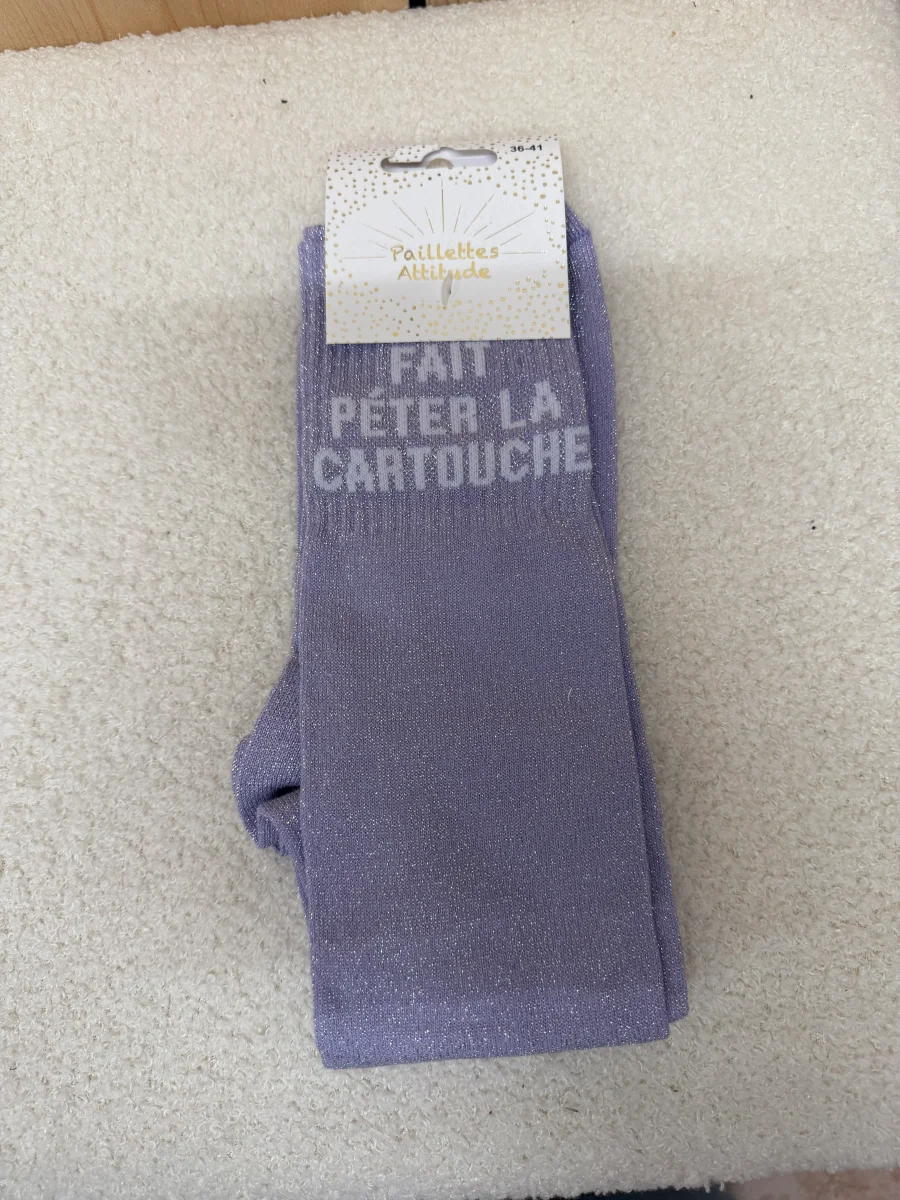 36-41
Paillettes
Attitude
FAIT
PÉTER LA
CARTOUCHE